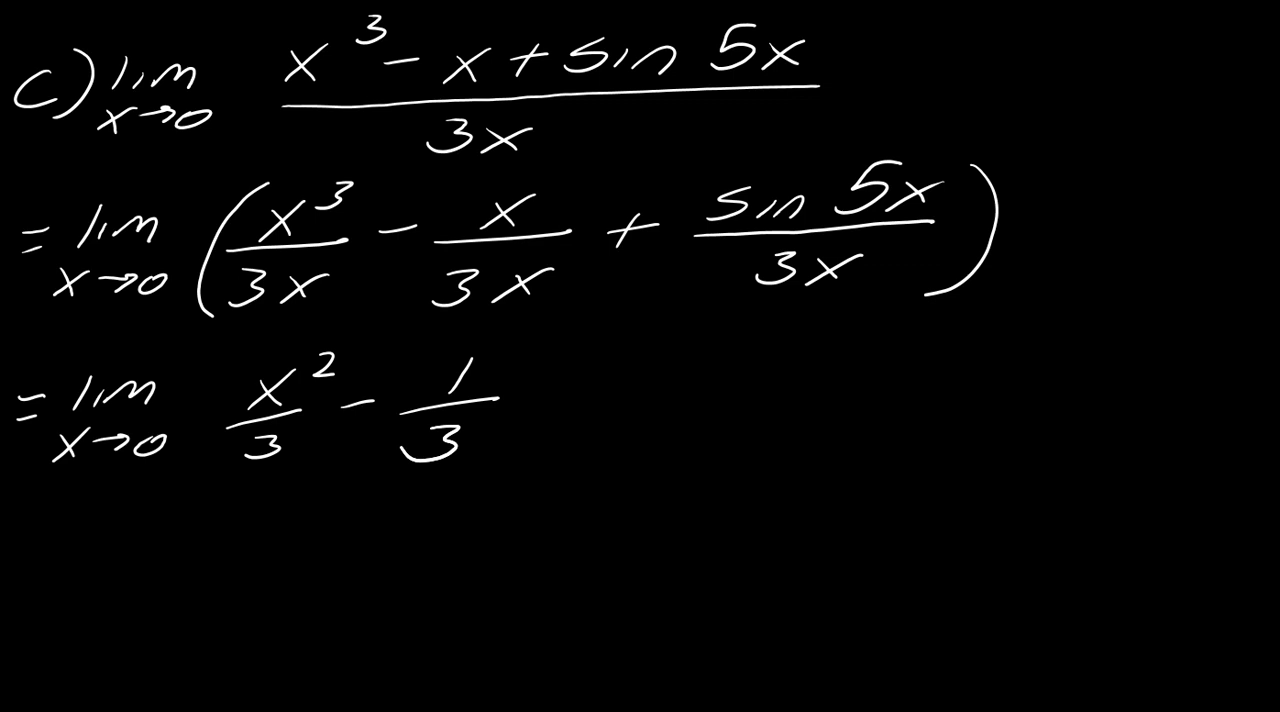 c) lim x→0 (x³ - x + sin 5x)/(3x)
= lim x→0 (x³/3x - x/3x + sin 5x/3x)
= lim x→0 x²/3 - 1/3